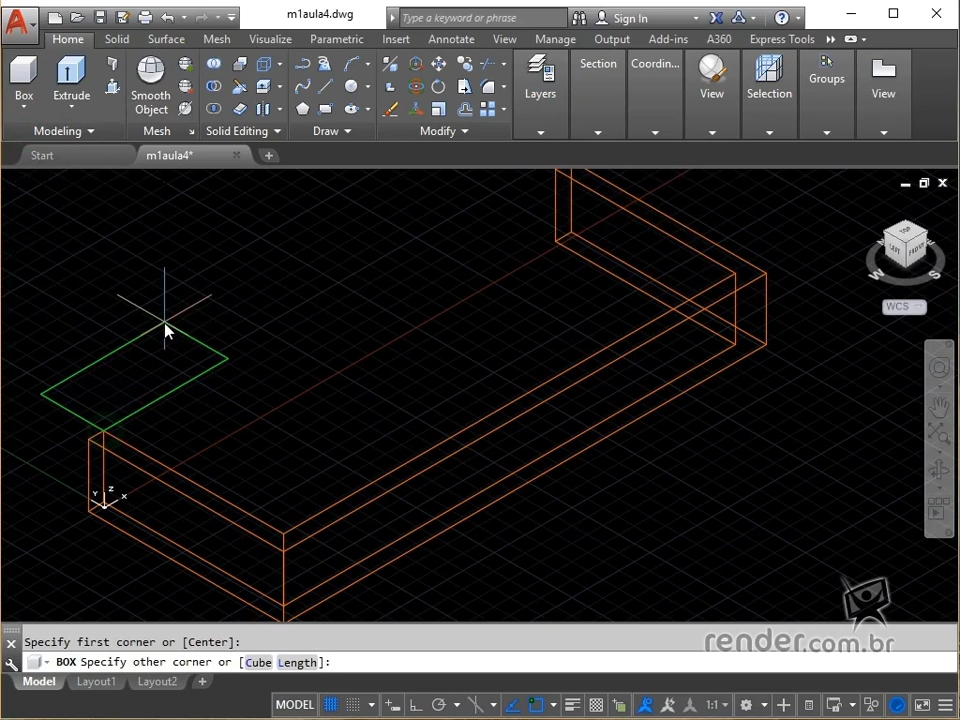 m1aula4.dwg
Type a keyword or phrase
Sign In
Home
Solid
Surface
Mesh
Visualize
Parametric
Insert
Annotate
View
Manage
Output
Add-ins
A360
Express Tools
Box
Extrude
Smooth Object
Layers
Section
Coordin...
View
Selection
Groups
View
Modeling
Mesh
Solid Editing
Draw
Modify
Start
m1aula4*
TOP
LEFT
FRONT
W
S
WCS
Y
Z
X
render.com.br
Specify first corner or [Center]:
BOX Specify other corner or [Cube Length]:
Model
Layout1
Layout2
MODEL
1:1